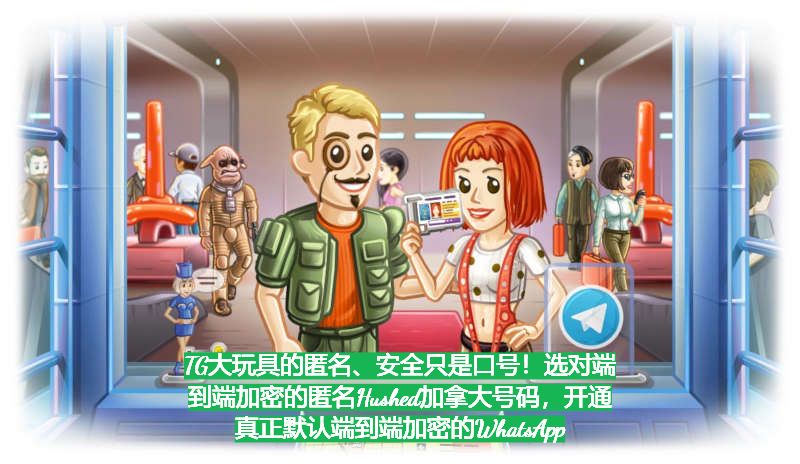 TG大玩具的匿名、安全只是口号！选对端
到端加密的匿名Hushed加拿大号码，开通
真正默认端到端加密的WhatsApp